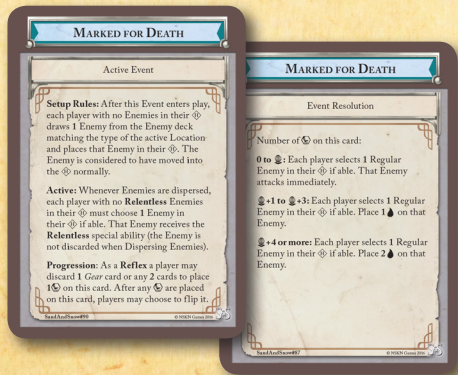 MARKED FOR DEATH
Active Event
Setup Rules: After this Event enters play,
each player with no Enemies in their
draws 1 Enemy from the Enemy deck
matching the type of the active Location
and places that Enemy in their . The
Enemy is considered to have moved into
the normally.
Active: Whenever Enemies are dispersed,
each player with no Relentless Enemies
in their must choose 1 Enemy in
their if able. That Enemy receives the
Relentless special ability (the Enemy is
not discarded when Dispersing Enemies).
Progression: As a Reflex a player may
discard 1 Gear card or any 2 cards to place
1 on this card. After any are placed
on this card, players may choose to flip it.
SandAndSnow#90
© NSKN Games 2016
MARKED FOR DEATH
Event Resolution
Number of on this card:
0 to : Each player selects 1 Regular
Enemy in their if able. That Enemy
attacks immediately.
+1 to +3: Each player selects 1 Regular
Enemy in their if able. Place 1 on that
Enemy.
+4 or more: Each player selects 1 Regular
Enemy in their if able. Place 2 on that
Enemy.
SandAndSnow#87
© NSKN Games 2016